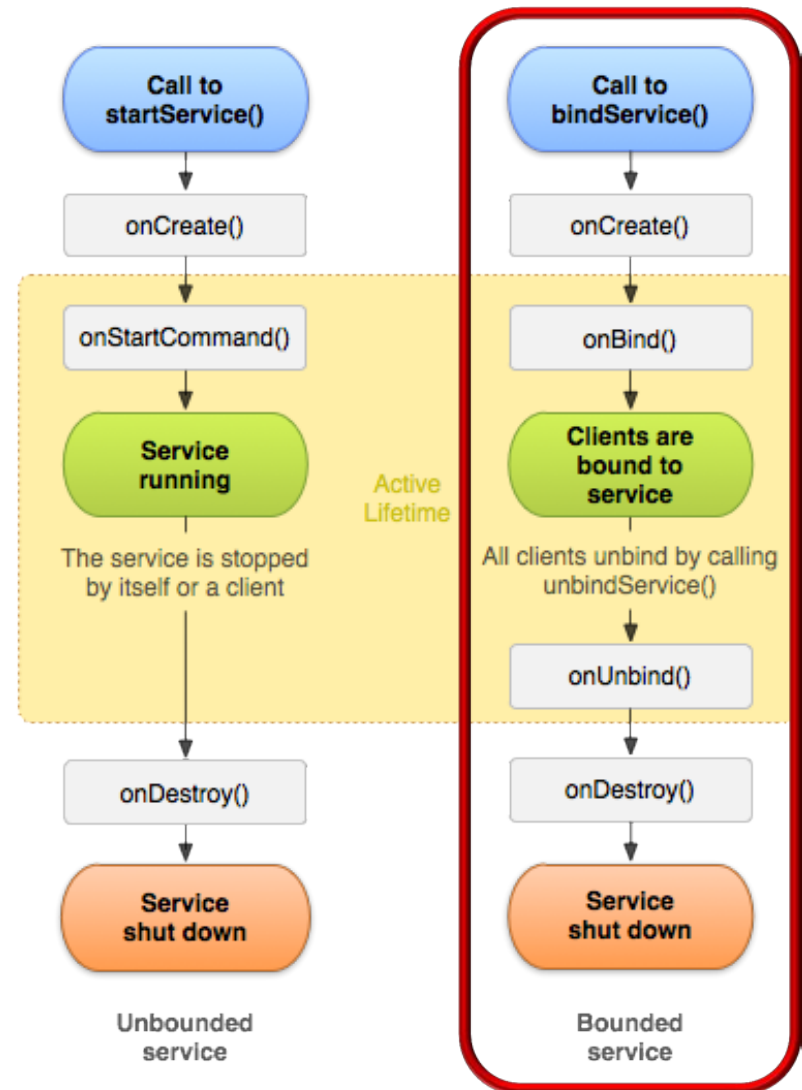 Call to
startService()
onCreate()
onStartCommand()
Service
running
The service is stopped
by itself or a client
onDestroy()
Service
shut down
Unbounded
service
Active
Lifetime
Call to
bindService()
onCreate()
onBind()
Clients are
bound to
service
All clients unbind by calling
unbindService()
onUnbind()
onDestroy()
Service
shut down
Bounded
service